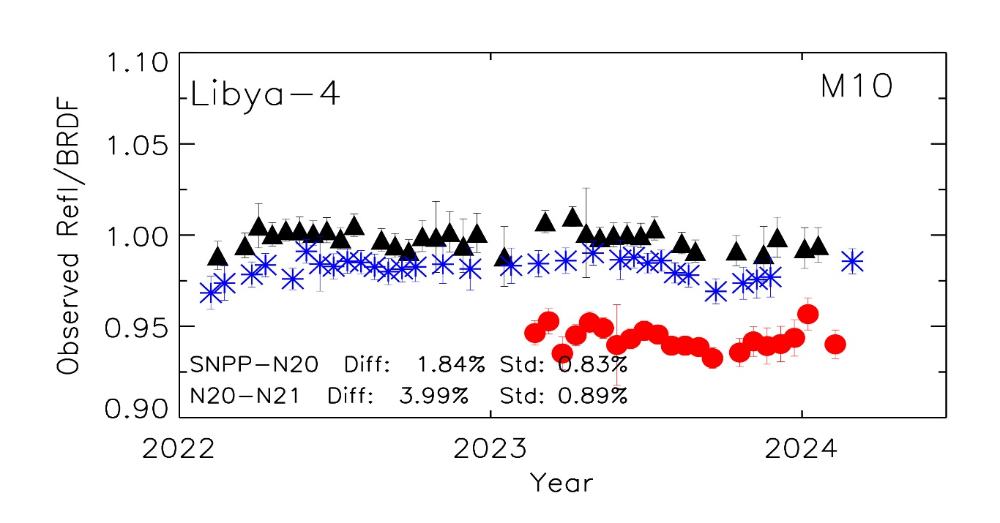 1.10
Libya-4
M10
1.05
1.00
0.95
0.90
Observed Refl/BRDF
SNPP-N20 Diff: 1.84% Std: 0.83%
N20-N21 Diff: 3.99% Std: 0.89%
2022 2023 2024
Year